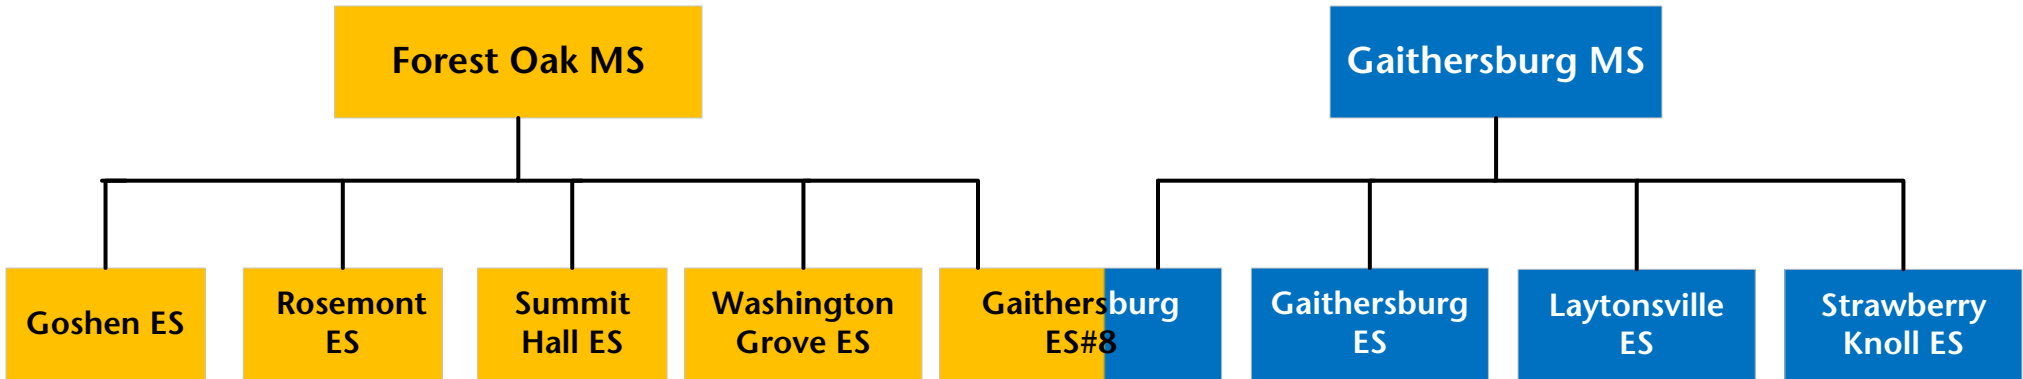 Forest Oak MS
Gaithersburg MS
Goshen ES
Rosemont
ES
Summit
Hall ES
Washington
Grove ES
Gaithersburg
ES#8
Gaithersburg
ES
Laytonsville
ES
Strawberry
Knoll ES